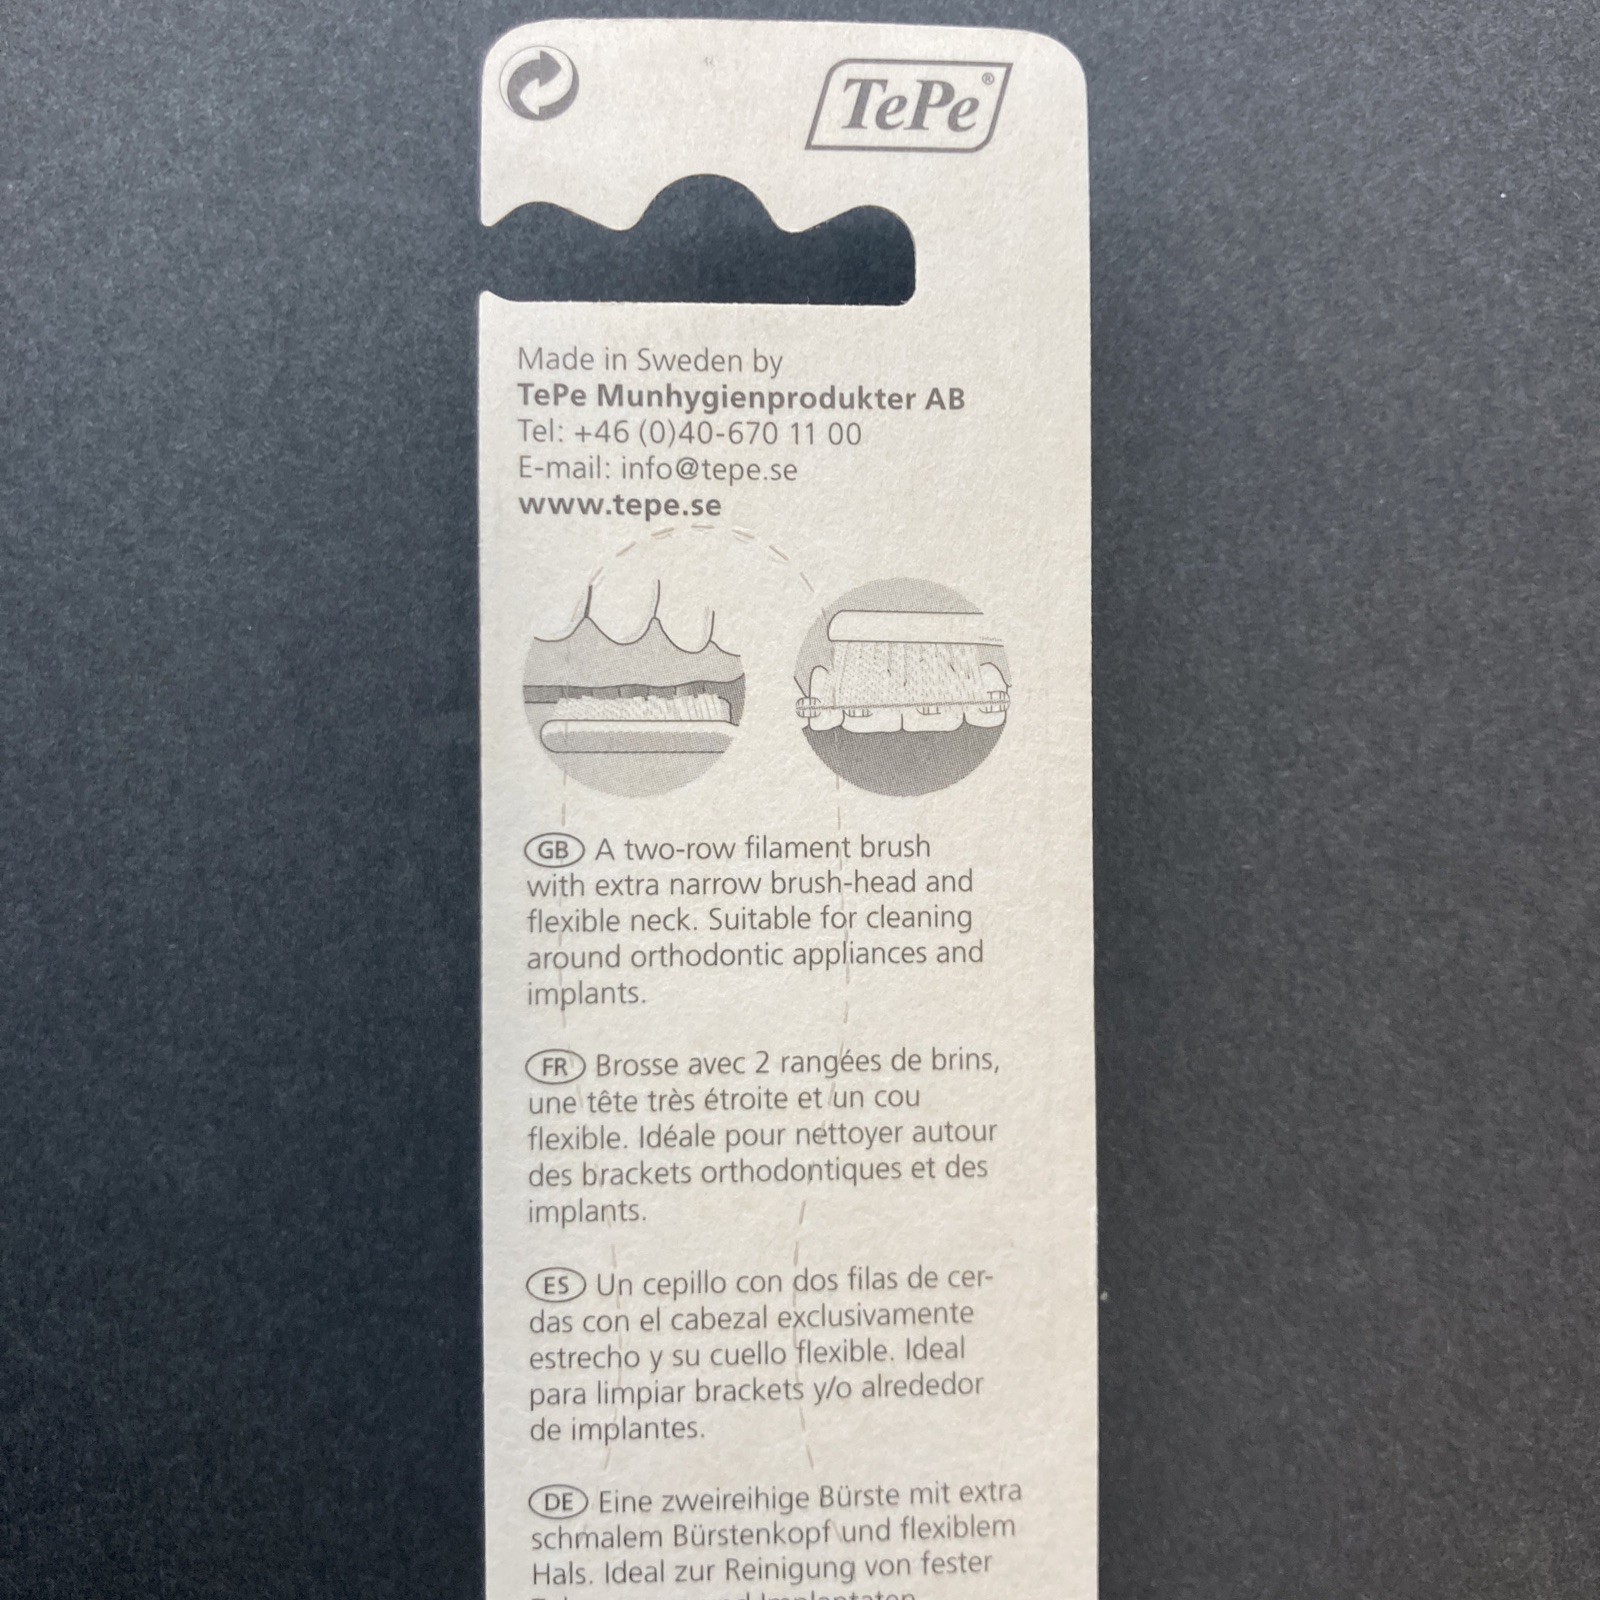 TePe®
Made in Sweden by
TePe Munhygienprodukter AB
Tel: +46 (0)40-670 11 00
E-mail: info@tepe.se
www.tepe.se
GB A two-row filament brush
with extra narrow brush-head and
flexible neck. Suitable for cleaning
around orthodontic appliances and
implants.
FR Brosse avec 2 rangées de brins,
une tête très étroite et un cou
flexible. Idéale pour nettoyer autour
des brackets orthodontiques et des
implants.
ES Un cepillo con dos filas de cer-
das con el cabezal exclusivamente
estrecho y su cuello flexible. Ideal
para limpiar brackets y/o alrededor
de implantes.
DE Eine zweireihige Bürste mit extra
schmalem Bürstenkopf und flexiblem
Hals. Ideal zur Reinigung von fester